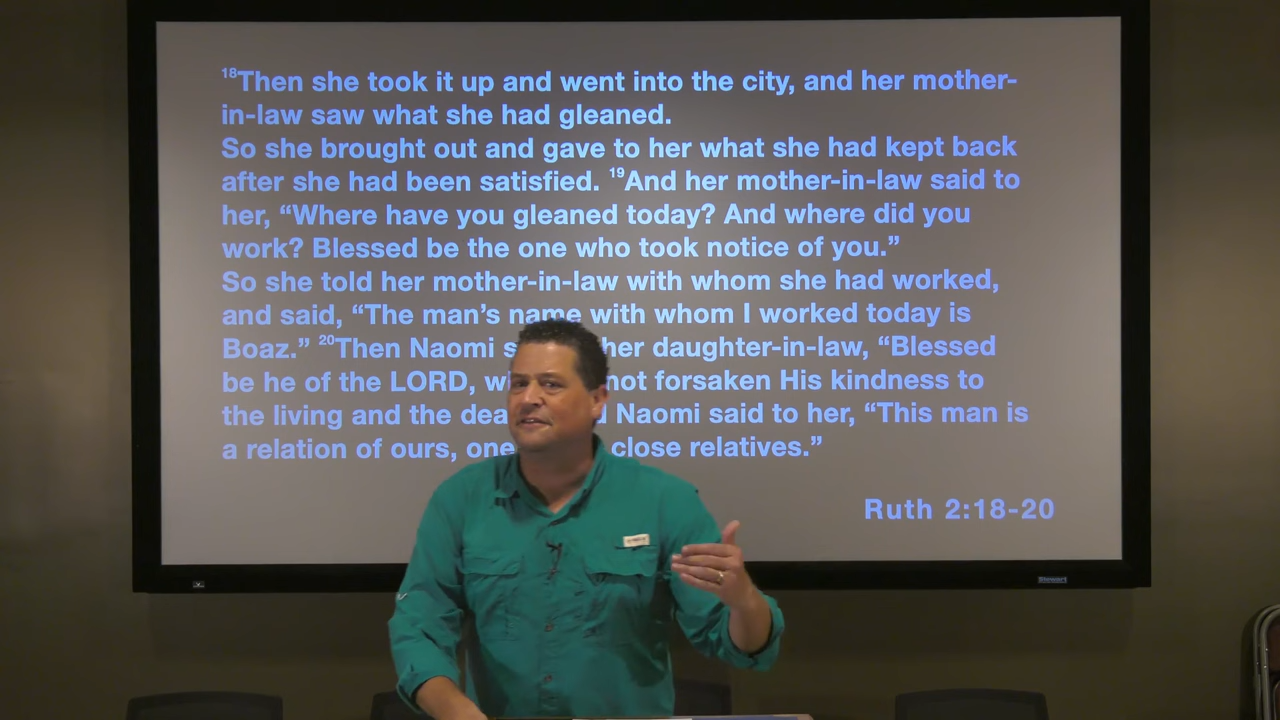 18Then she took it up and went into the city, and her mother-
in-law saw what she had gleaned.
So she brought out and gave to her what she had kept back
after she had been satisfied. 19And her mother-in-law said to
her, “Where have you gleaned today? And where did you
work? Blessed be the one who took notice of you.”
So she told her mother-in-law with whom she had worked,
and said, “The man’s name with whom I worked today is
Boaz.” 20Then Naomi her daughter-in-law, “Blessed
be he of the LORD, not forsaken His kindness to
the living and the Naomi said to her, “This man is
a relation of ours, one close relatives.”
Ruth 2:18-20
Stewart